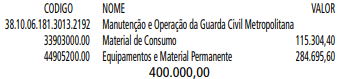 CODIGO NOME VALOR
38.10.06.181.3013.2192 Manutenção e Operação da Guarda Civil Metropolitana
33903000.00 Material de Consumo 115.304,40
44905200.00 Equipamentos e Material Permanente 284.695,60
400.000,00